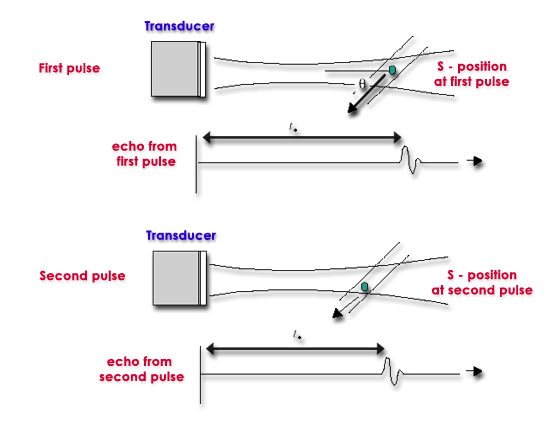 Transducer
First pulse
S - position
at first pulse
θ
echo from
first pulse
Transducer
Second pulse
S - position
at second pulse
echo from
second pulse